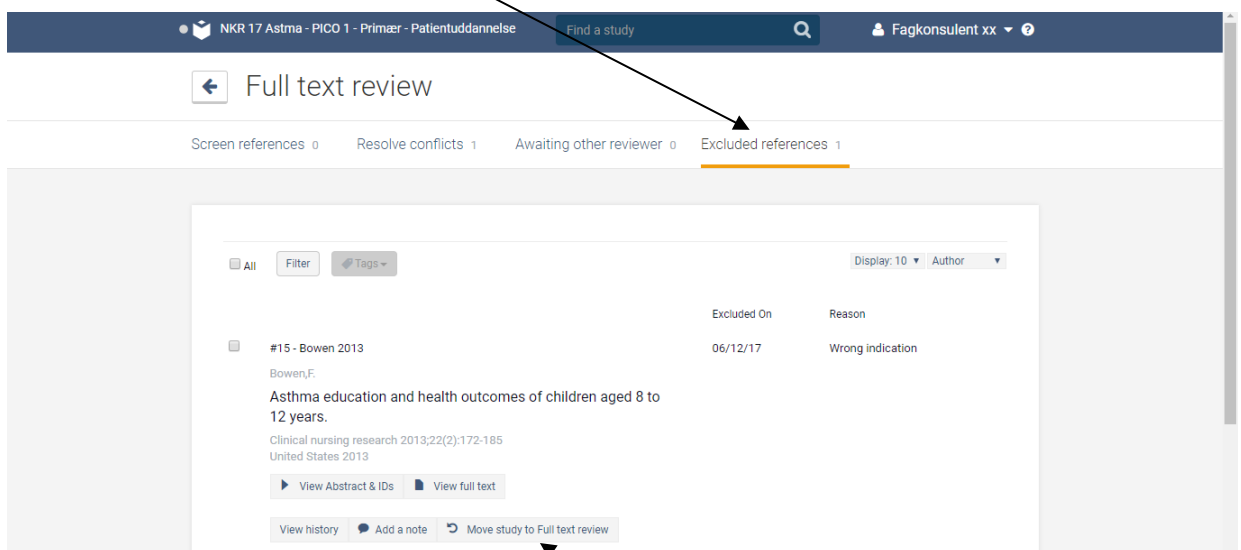 NKR 17 Astma - PICO 1 - Primær - Patientuddannelse Find a study Fagkonsulent xx
Full text review
Screen references 0 Resolve conflicts 1 Awaiting other reviewer 0 Excluded references 1
All Filter Tags Display: 10 Author
Excluded On Reason
#15 - Bowen 2013 06/12/17 Wrong indication
Bowen,F.
Asthma education and health outcomes of children aged 8 to
12 years.
Clinical nursing research 2013;22(2):172-185
United States 2013
View Abstract & IDs View full text
View history Add a note Move study to Full text review